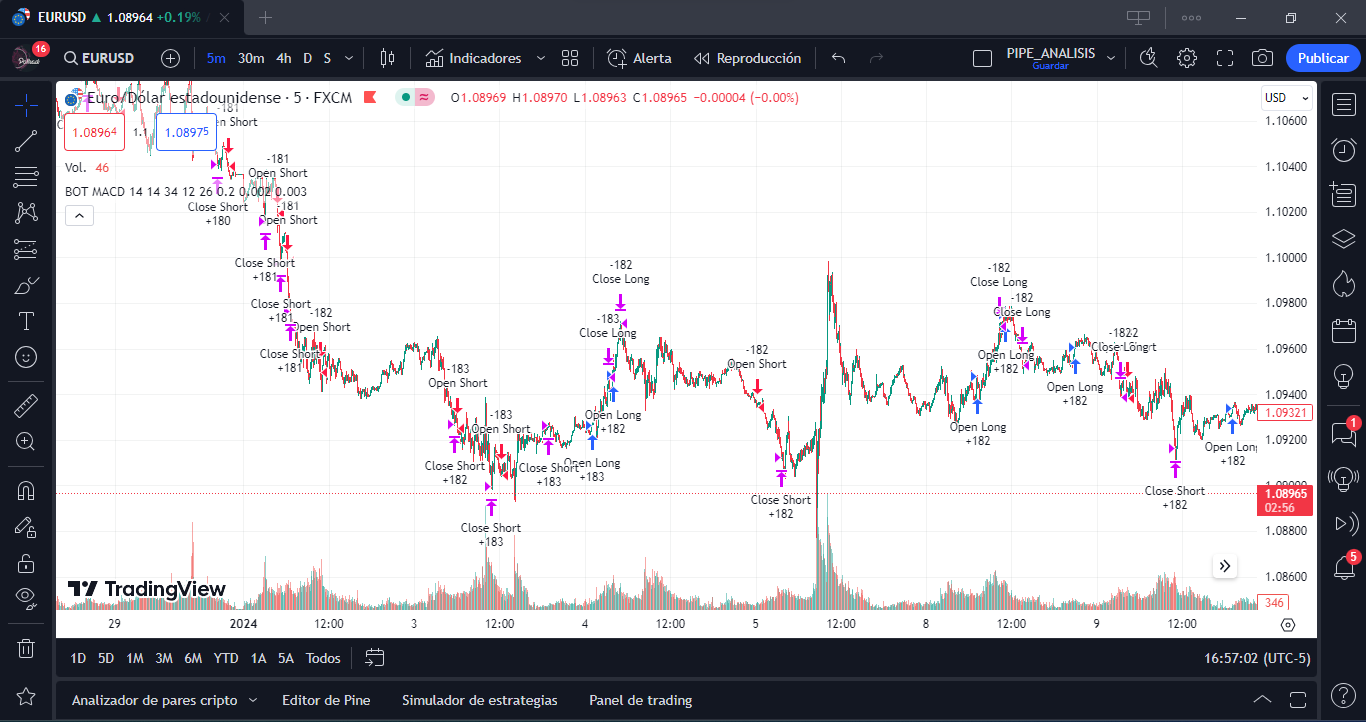 EURUSD ▲ 1.08964 +0.19% /
16
EURUSD
5m 30m 4h D S
Indicadores
Alerta
Reproducción
PIPE_ANALISIS
Guardar
Publicar
Euro/Dólar estadounidense · 5 · FXCM
O1.08969 H1.08970 L1.08963 C1.08965 −0.00004 (−0.00%)
USD
1.08964 1.1 1.08975
Vol. 46
BOT MACD 14 14 34 12 26 0.2 0.002 0.003
-181
Open Short
Close Short
+180
-181
Open Short
-181
Open Short
Close Short
+181
Close Short
+181
-182
Open Short
Close Short
+181
-183
Open Short
Close Short
+182
-183
Open Short
Close Short
+183
Close Short
+183
Open Long
+183
-183
Close Long
Open Long
+182
-182
Close Long
-182
Open Short
Close Short
+182
Open Long
+182
-182
Close Long
Open Long
+182
-182
Close Long
Open Long
+182
-182
Close Long
Close Short
+182
Open Long
+182
1.10600
1.10400
1.10200
1.10000
1.09800
1.09600
1.09400
1.09321
1.09200
1.09000
1.08965
02:56
1.08800
1.08600
346
TradingView
29 2024 12:00 3 12:00 4 12:00 5 12:00 8 12:00 9 12:00
1D 5D 1M 3M 6M YTD 1A 5A Todos
16:57:02 (UTC-5)
Analizador de pares cripto
Editor de Pine
Simulador de estrategias
Panel de trading
1
5